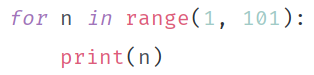 for n in range(1, 101):
    print(n)